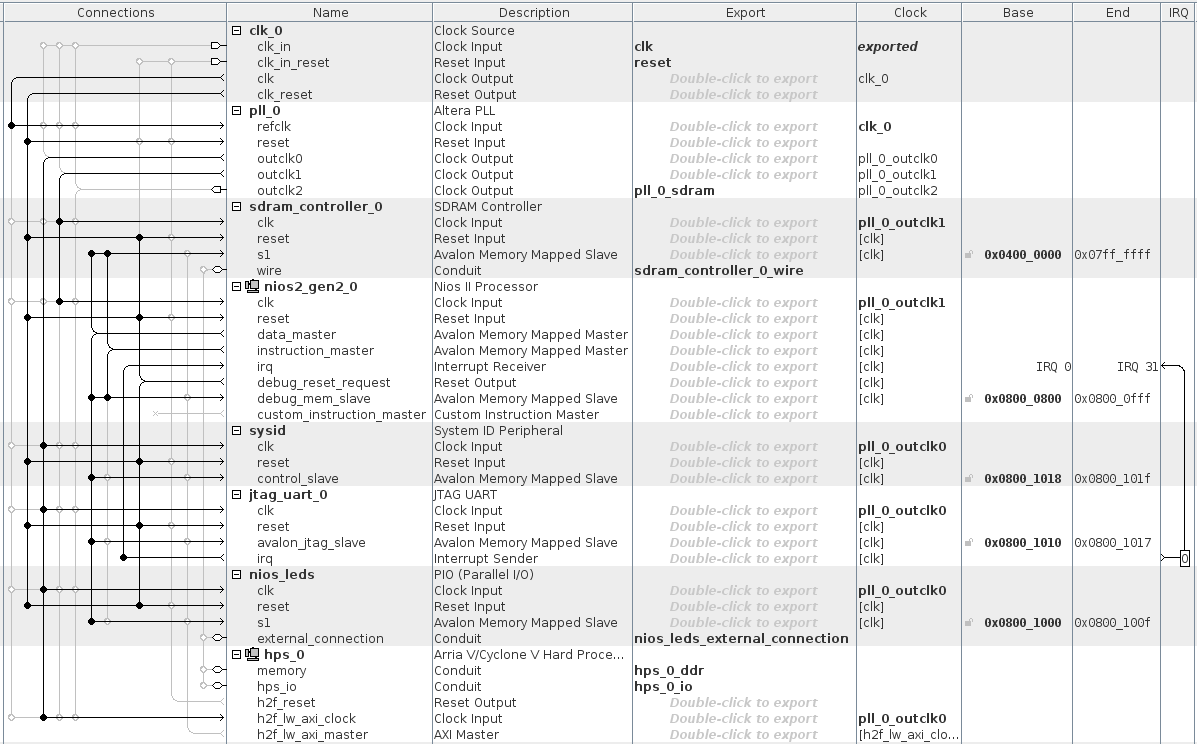 Connections Name Description Export Clock Base End IRQ
clk_0 Clock Source
clk_in Clock Input clk exported
clk_in_reset Reset Input reset
clk Clock Output Double-click to export clk_0
clk_reset Reset Output Double-click to export
pll_0 Altera PLL
refclk Clock Input Double-click to export clk_0
reset Reset Input Double-click to export
outclk0 Clock Output Double-click to export pll_0_outclk0
outclk1 Clock Output Double-click to export pll_0_outclk1
outclk2 Clock Output pll_0_sdram pll_0_outclk2
sdram_controller_0 SDRAM Controller
clk Clock Input Double-click to export pll_0_outclk1
reset Reset Input Double-click to export [clk]
s1 Avalon Memory Mapped Slave Double-click to export [clk] 0x0400_0000 0x07ff_ffff
wire Conduit sdram_controller_0_wire
nios2_gen2_0 Nios II Processor
clk Clock Input Double-click to export pll_0_outclk1
reset Reset Input Double-click to export [clk]
data_master Avalon Memory Mapped Master Double-click to export [clk]
instruction_master Avalon Memory Mapped Master Double-click to export [clk]
irq Interrupt Receiver Double-click to export [clk] IRQ 0 IRQ 31
debug_reset_request Reset Output Double-click to export [clk]
debug_mem_slave Avalon Memory Mapped Slave Double-click to export [clk] 0x0800_0800 0x0800_0fff
custom_instruction_master Custom Instruction Master Double-click to export
sysid System ID Peripheral
clk Clock Input Double-click to export pll_0_outclk0
reset Reset Input Double-click to export [clk]
control_slave Avalon Memory Mapped Slave Double-click to export [clk] 0x0800_1018 0x0800_101f
jtag_uart_0 JTAG UART
clk Clock Input Double-click to export pll_0_outclk0
reset Reset Input Double-click to export [clk]
avalon_jtag_slave Avalon Memory Mapped Slave Double-click to export [clk] 0x0800_1010 0x0800_1017
irq Interrupt Sender Double-click to export [clk] 0
nios_leds PIO (Parallel I/O)
clk Clock Input Double-click to export pll_0_outclk0
reset Reset Input Double-click to export [clk]
s1 Avalon Memory Mapped Slave Double-click to export [clk] 0x0800_1000 0x0800_100f
external_connection Conduit nios_leds_external_connection
hps_0 Arria V/Cyclone V Hard Proce...
memory Conduit hps_0_ddr
hps_io Conduit hps_0_io
h2f_reset Reset Output Double-click to export
h2f_lw_axi_clock Clock Input Double-click to export pll_0_outclk0
h2f_lw_axi_master AXI Master Double-click to export [h2f_lw_axi_clo...